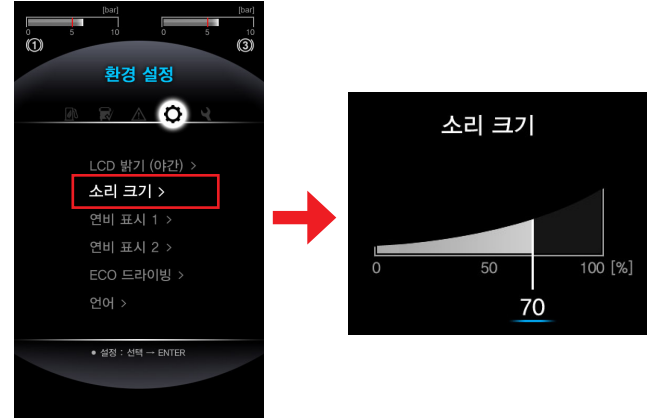 [bar] [bar]
0 5 10 0 5 10
(1) (3)
환경 설정
LCD 밝기 (야간) >
소리 크기 >
연비 표시 1 >
연비 표시 2 >
ECO 드라이빙 >
언어 >
● 설정 : 선택 → ENTER
소리 크기
0 50 100 [%]
70